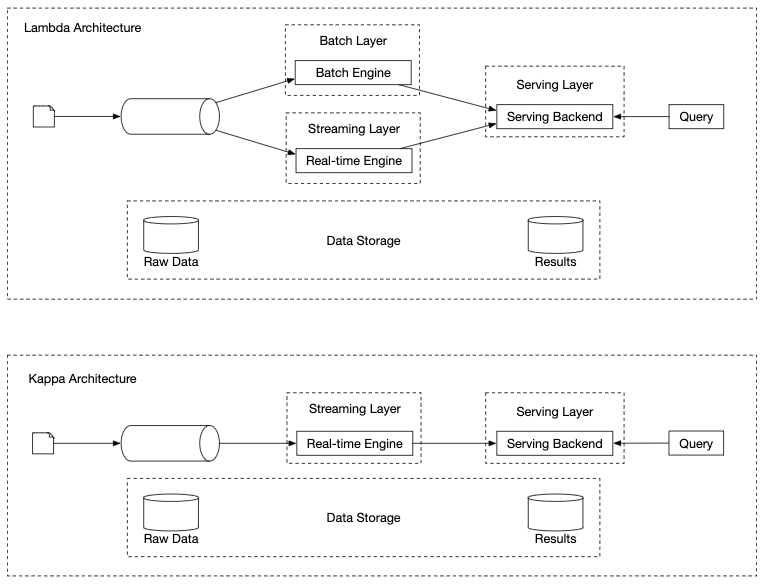 Lambda Architecture
Batch Layer
Batch Engine
Streaming Layer
Real-time Engine
Serving Layer
Serving Backend
Query
Data Storage
Raw Data
Results
Kappa Architecture
Streaming Layer
Real-time Engine
Serving Layer
Serving Backend
Query
Data Storage
Raw Data
Results